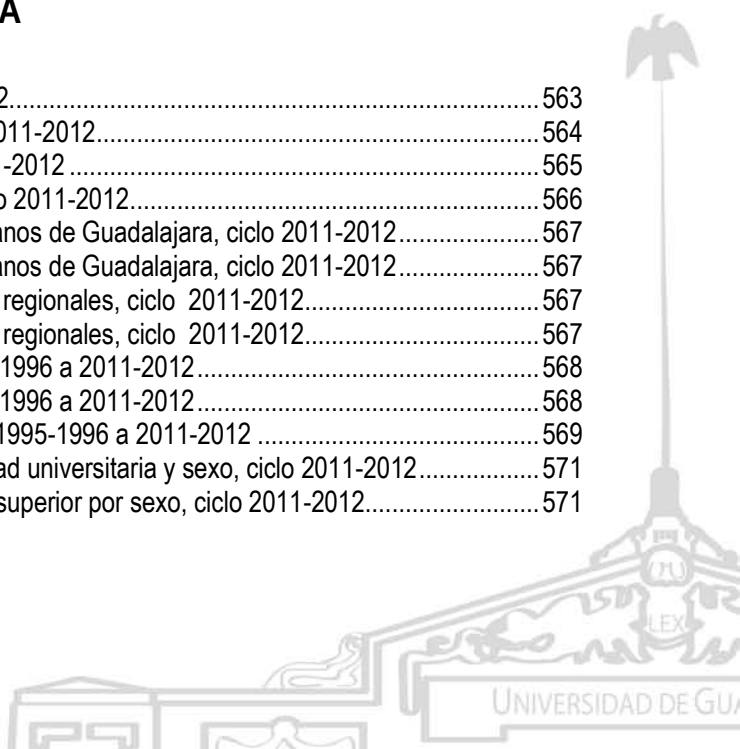 A
2 563
011-2012 564
1-2012 565
o 2011-2012 566
anos de Guadalajara, ciclo 2011-2012 567
anos de Guadalajara, ciclo 2011-2012 567
regionales, ciclo 2011-2012 567
regionales, ciclo 2011-2012 567
1996 a 2011-2012 568
1996 a 2011-2012 568
1995-1996 a 2011-2012 569
ad universitaria y sexo, ciclo 2011-2012 571
superior por sexo, ciclo 2011-2012 571
LEX
UNIVERSIDAD DE GUA